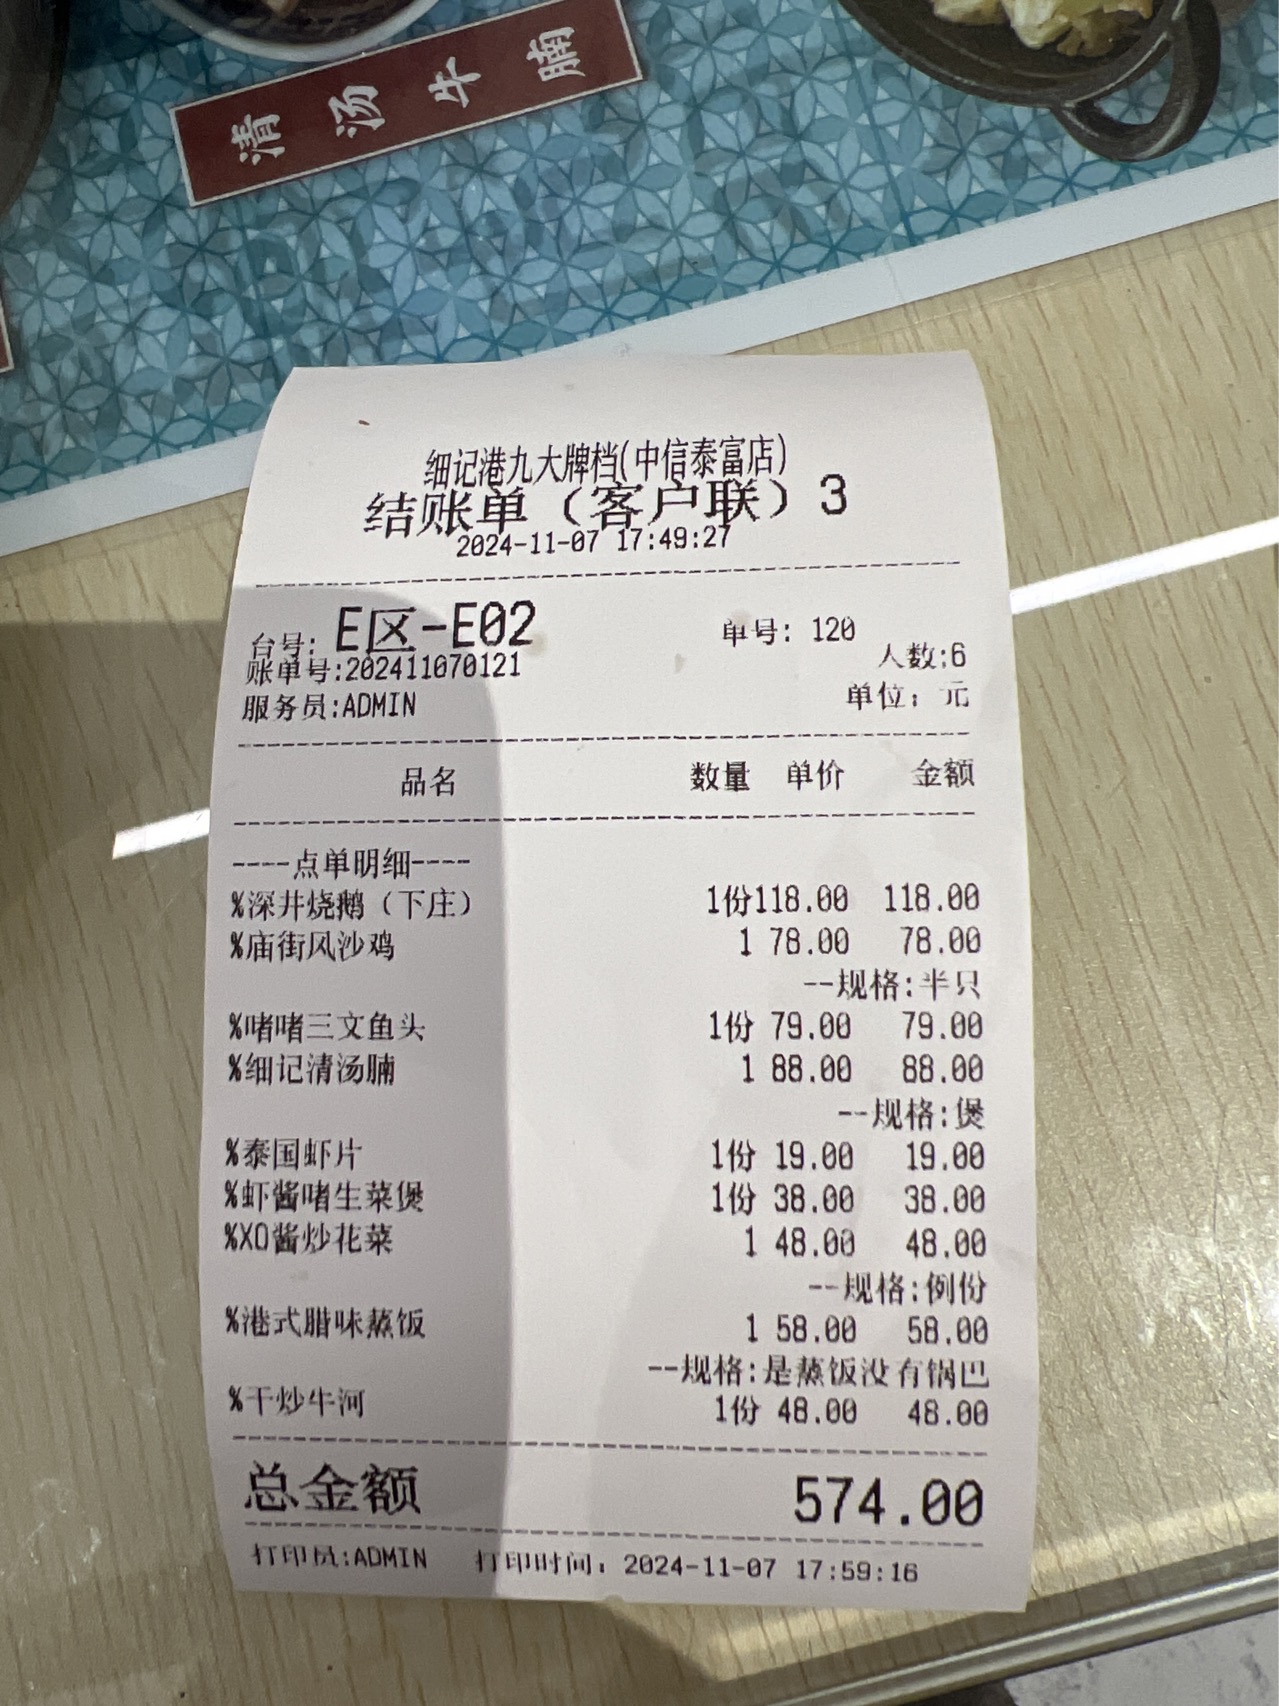 清汤牛腩
细记港九大牌档(中信泰富店)
结账单（客户联）3
2024-11-07 17:49:27
台号: E区-E02 单号: 120
账单号:202411070121 人数:6
服务员:ADMIN 单位: 元
品名 数量 单价 金额
----点单明细----
%深井烧鹅（下庄） 1份118.00 118.00
%庙街风沙鸡 1 78.00 78.00
--规格:半只
%啫啫三文鱼头 1份 79.00 79.00
%细记清汤腩 1 88.00 88.00
--规格:煲
%泰国虾片 1份 19.00 19.00
%虾酱啫生菜煲 1份 38.00 38.00
%XO酱炒花菜 1 48.00 48.00
--规格:例份
%港式腊味蒸饭 1 58.00 58.00
--规格:是蒸饭没有锅巴
%干炒牛河 1份 48.00 48.00
总金额 574.00
打印员:ADMIN 打印时间: 2024-11-07 17:59:16